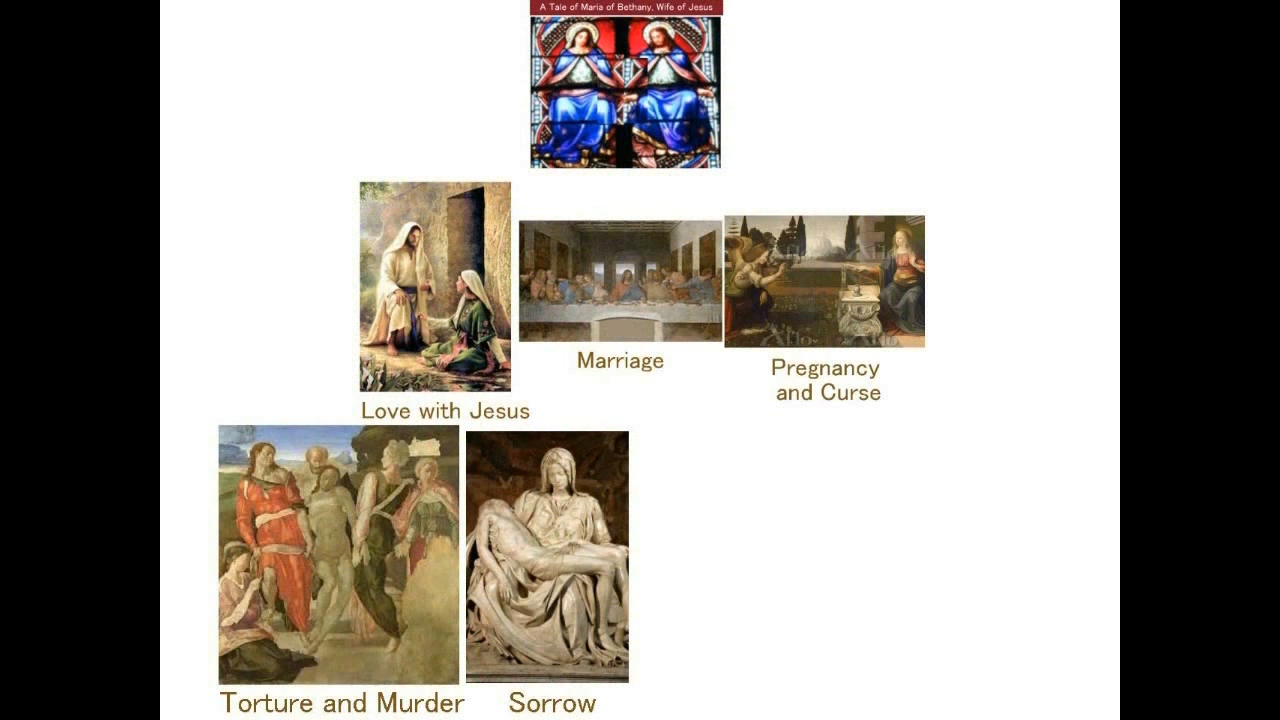 A Tale of Maria of Bethany, Wife of Jesus
Marriage
Pregnancy
and Curse
Love with Jesus
Torture and Murder
Sorrow